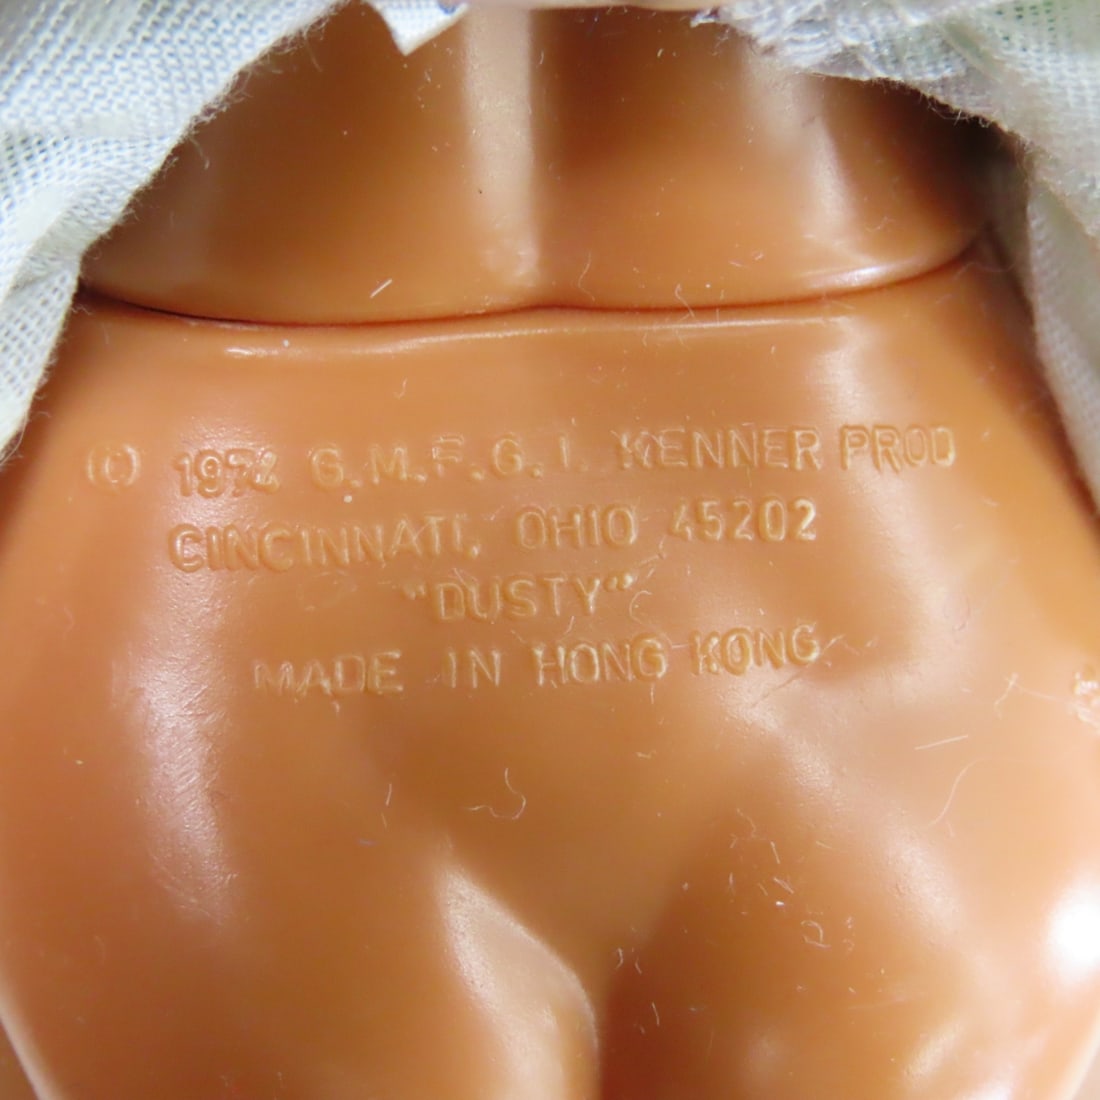 © 1974 G.M.F.G.I. KENNER PROD
CINCINNATI, OHIO 45202
"DUSTY"
MADE IN HONG KONG